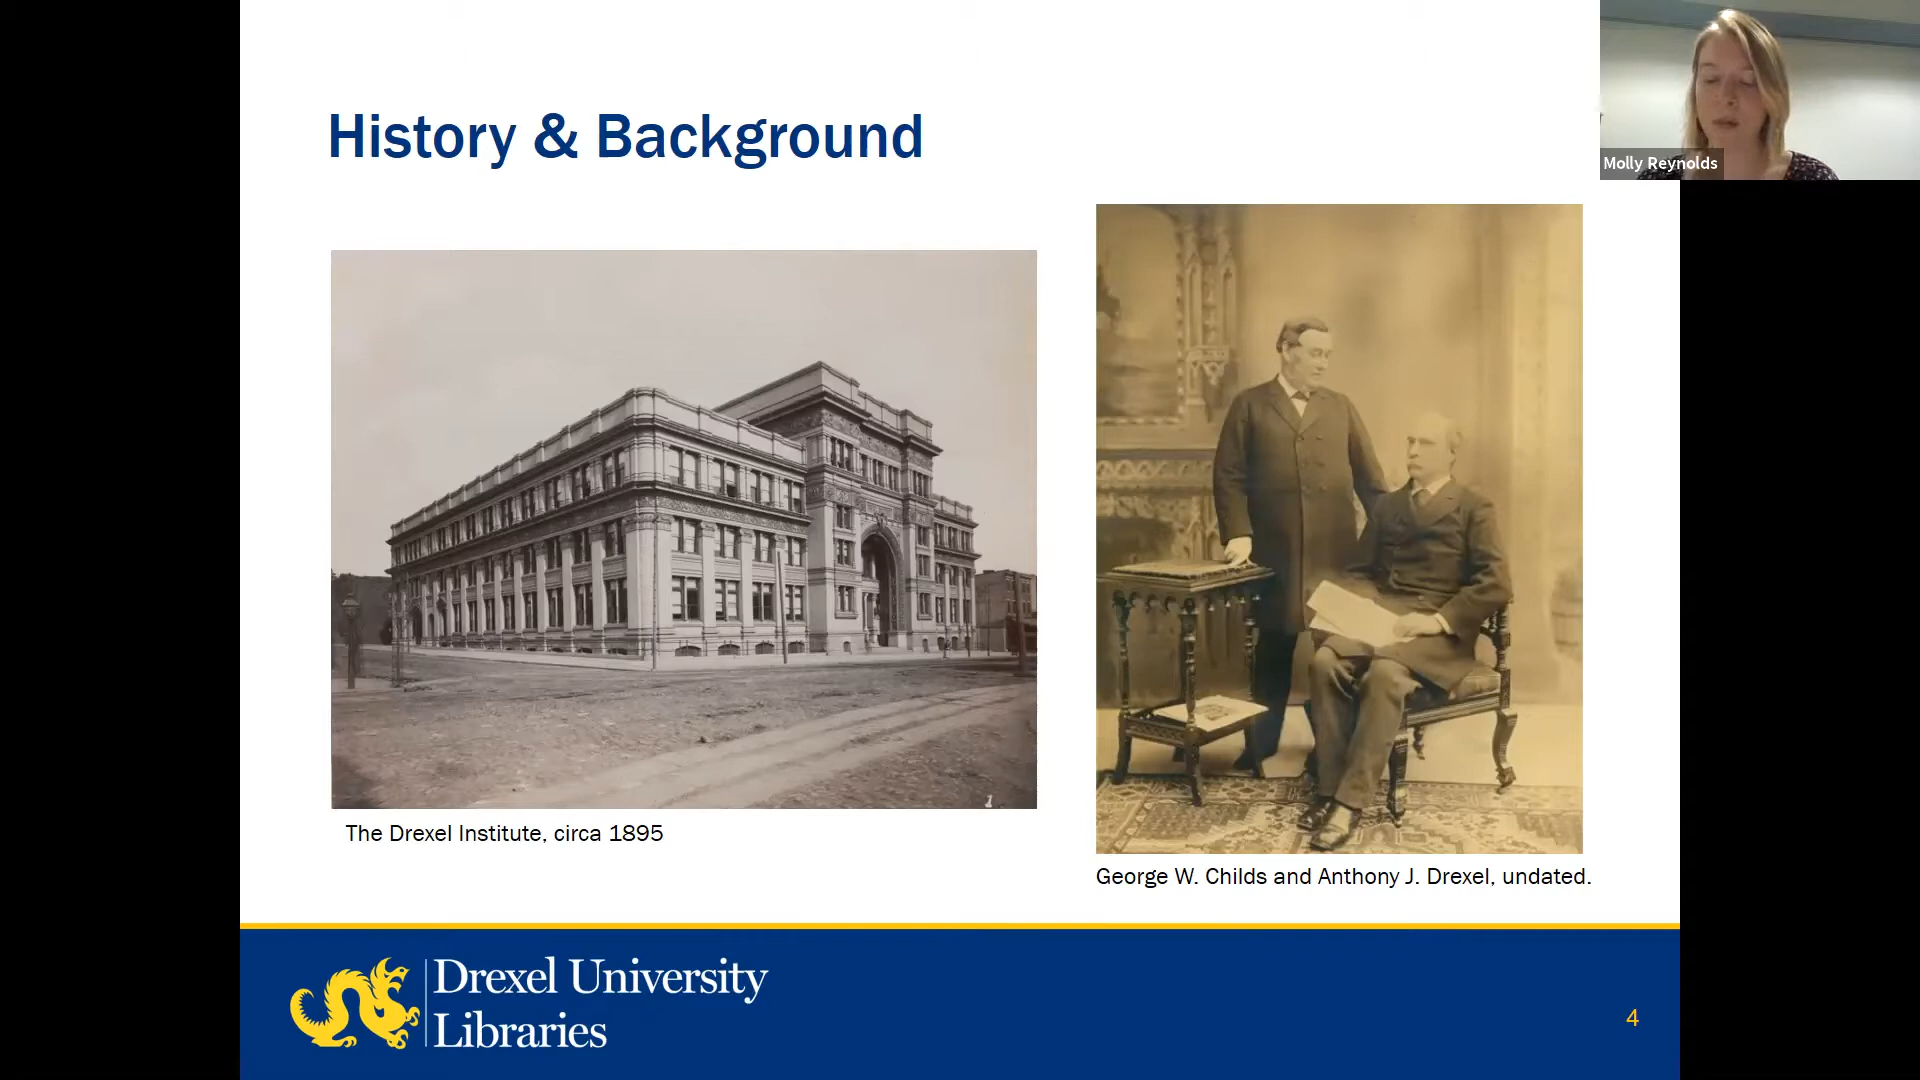 History & Background
Molly Reynolds
1
The Drexel Institute, circa 1895
George W. Childs and Anthony J. Drexel, undated.
Drexel University
Libraries
4